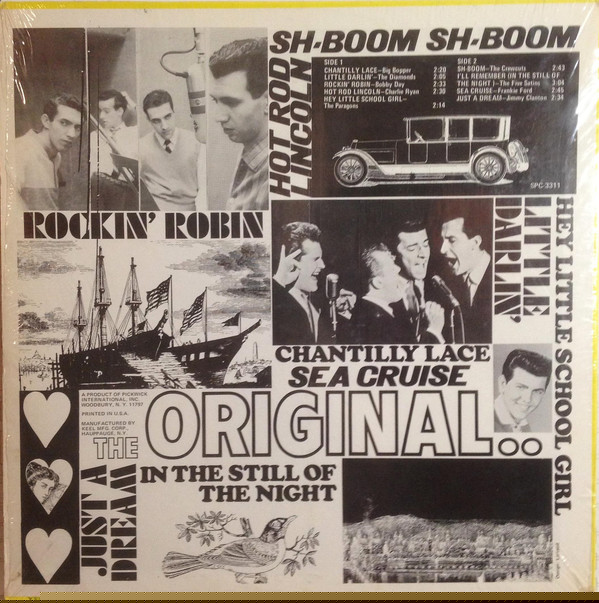 SH-BOOM SH-BOOM
HOT ROD
LINCOLN
SIDE 1
CHANTILLY LACE—Big Bopper 2:20
LITTLE DARLIN'—The Diamonds 2:05
ROCKIN' ROBIN—Bobby Day 2:33
HOT ROD LINCOLN—Charlie Ryan 2:30
HEY LITTLE SCHOOL GIRL—
The Paragons 2:14
SIDE 2
SH-BOOM—The Crewcuts 2:43
I'LL REMEMBER (IN THE STILL OF
THE NIGHT)—The Five Satins 3:04
SEA CRUISE—Frankie Ford 2:45
JUST A DREAM—Jimmy Clanton 2:34
SPC-3311
ROCKIN' ROBIN
LITTLE
DARLIN'
HEY LITTLE SCHOOL GIRL
CHANTILLY LACE
SEA CRUISE
A PRODUCT OF PICKWICK
INTERNATIONAL, INC.
WOODBURY, N. Y. 11797
PRINTED IN U.S.A.
MANUFACTURED BY
KEEL MFG. CORP.
HAUPPAUGE, N.Y.
THE ORIGINAL..
JUST A
DREAM
IN THE STILL OF
THE NIGHT